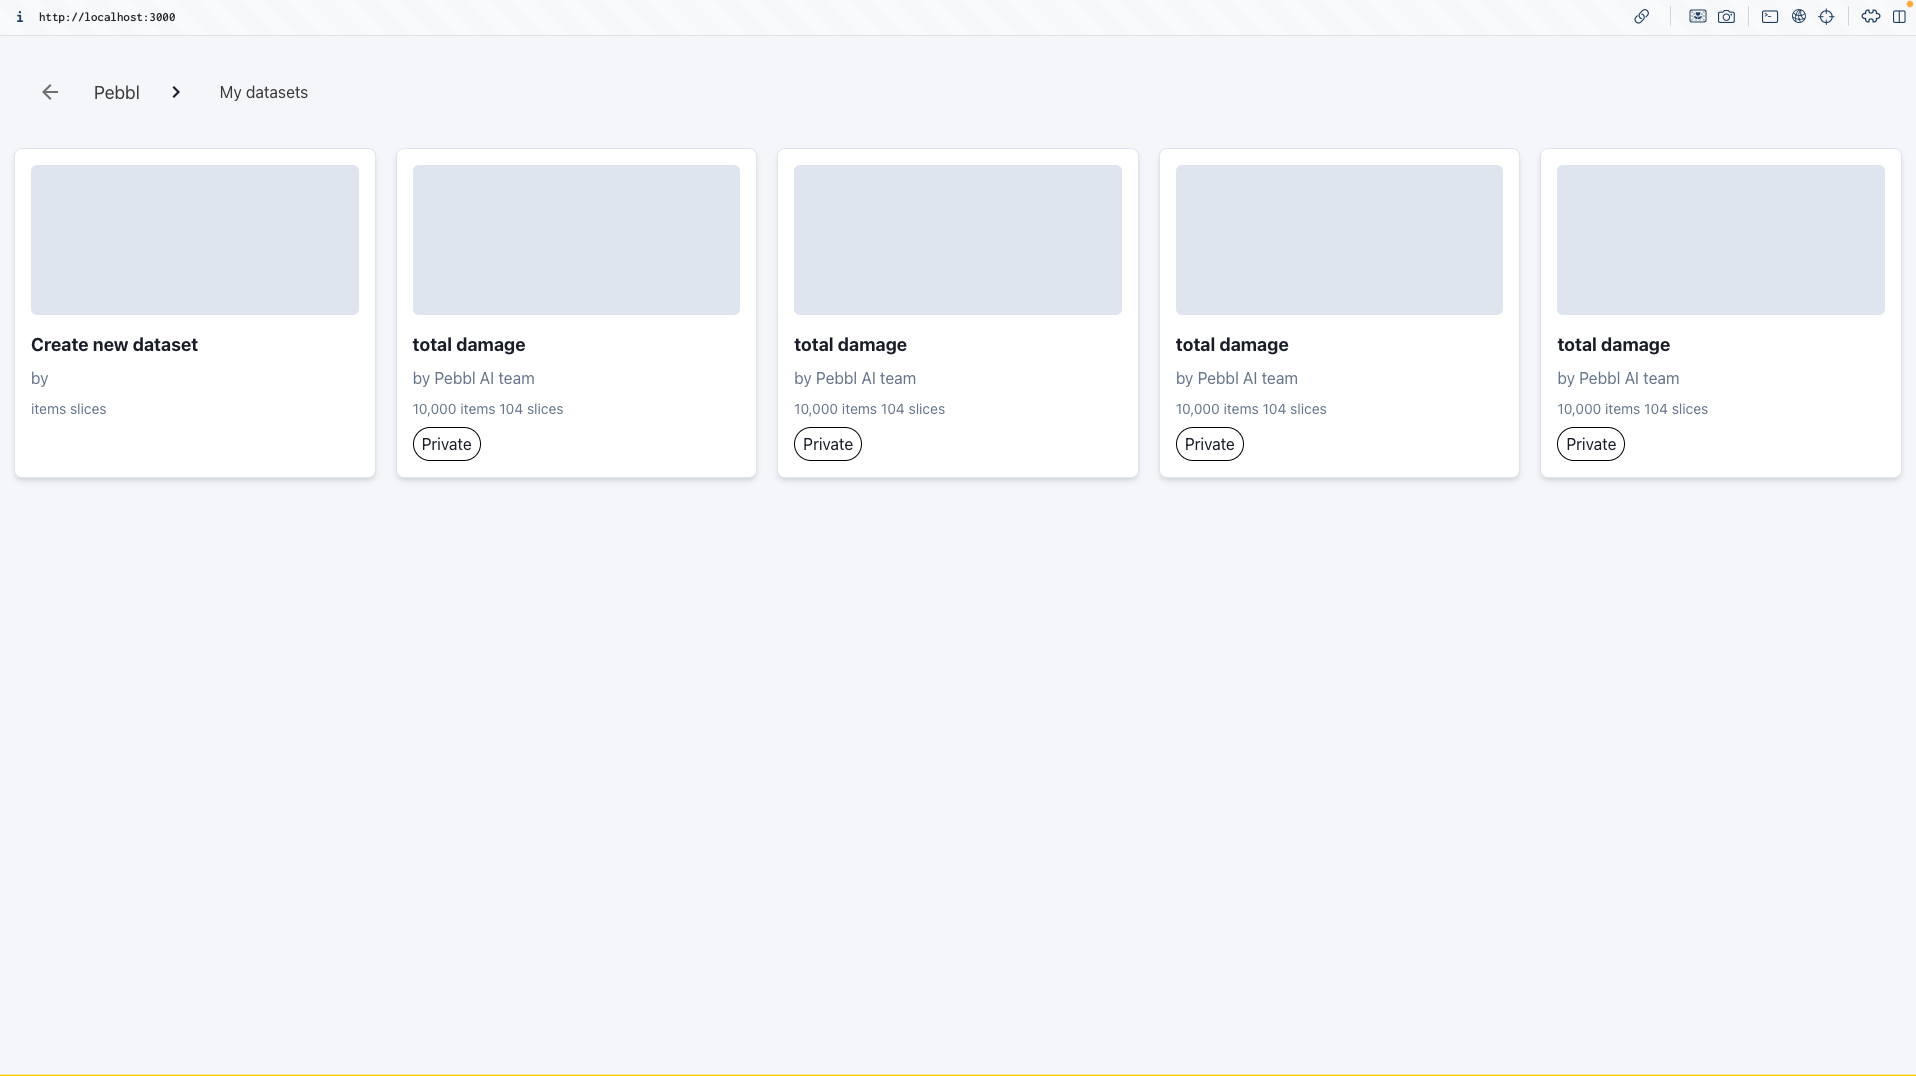 i http://localhost:3000
Pebbl My datasets
Create new dataset
by
items slices
total damage
by Pebbl AI team
10,000 items 104 slices
Private
total damage
by Pebbl AI team
10,000 items 104 slices
Private
total damage
by Pebbl AI team
10,000 items 104 slices
Private
total damage
by Pebbl AI team
10,000 items 104 slices
Private